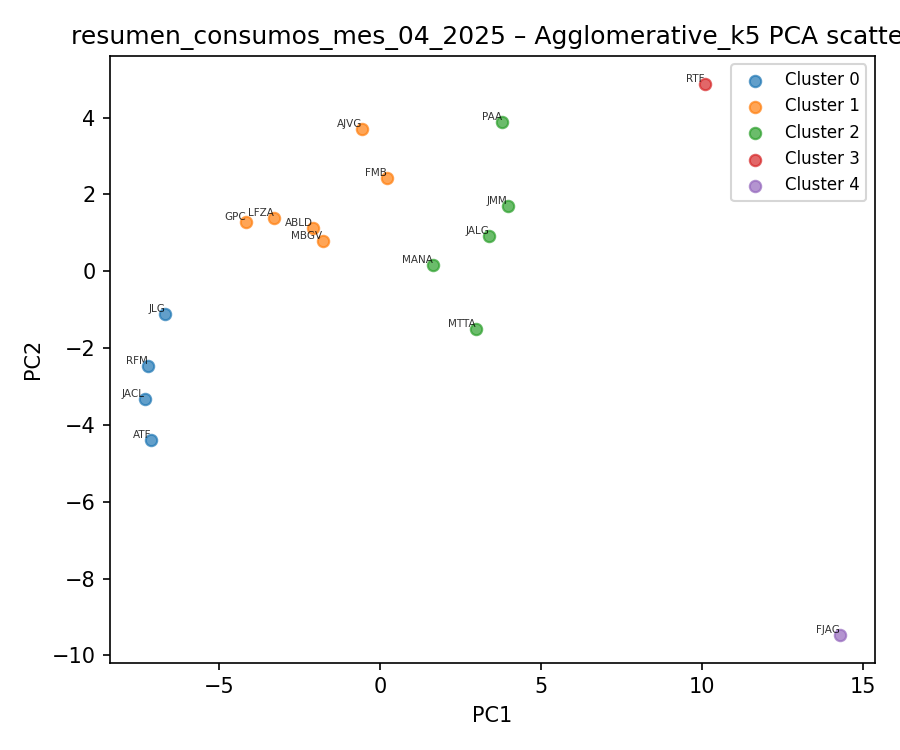 resumen_consumos_mes_04_2025 – Agglomerative_k5 PCA scatte
Cluster 0
Cluster 1
Cluster 2
Cluster 3
Cluster 4
RTF
PAA
AJVG
FMB
JMM
GPC
LFZA
ABLD
MBGV
JALG
MANA
MTTA
JLG
RFM
JACL
ATF
FJAG
4
2
0
−2
−4
−6
−8
−10
PC2
−5
0
5
10
15
PC1